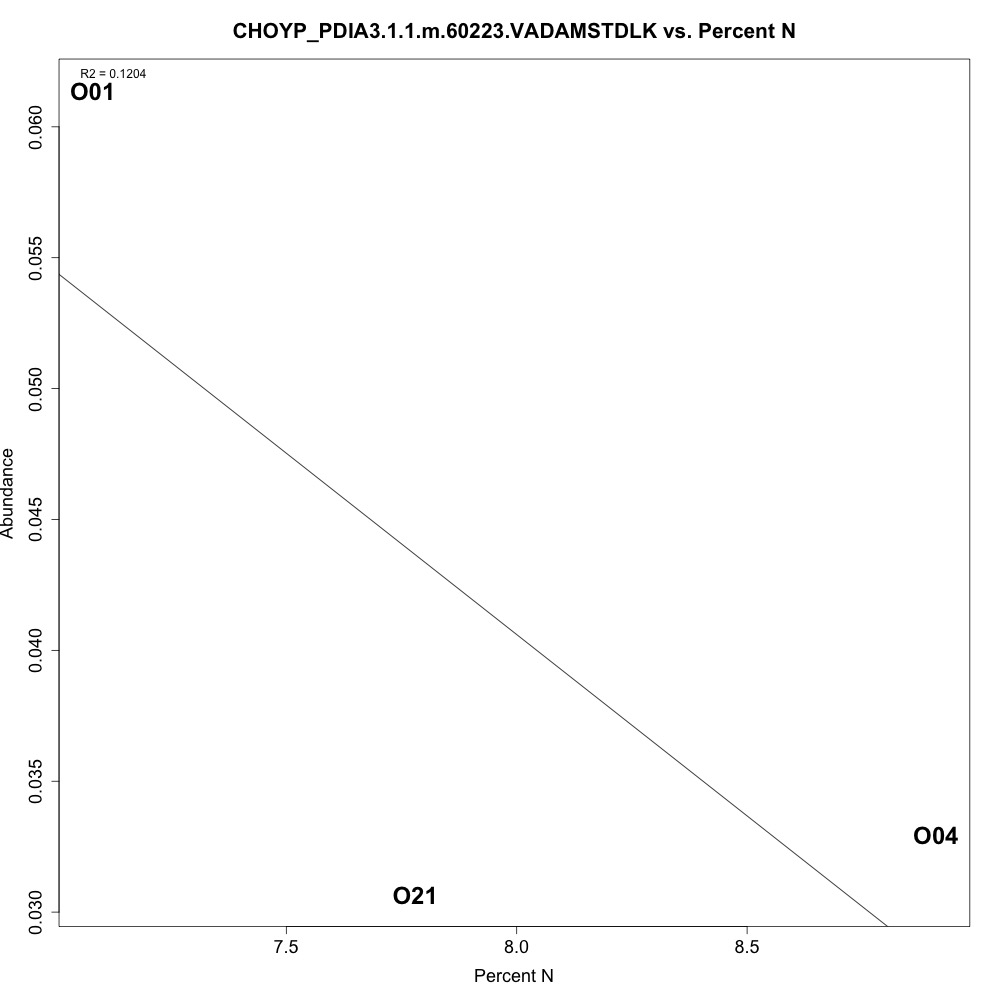 CHOYP_PDIA3.1.1.m.60223.VADAMSTDLK vs. Percent N
R2 = 0.1204
O01
0.060
0.055
0.050
0.045
0.040
0.035
0.030
Abundance
O04
O21
7.5 8.0 8.5
Percent N